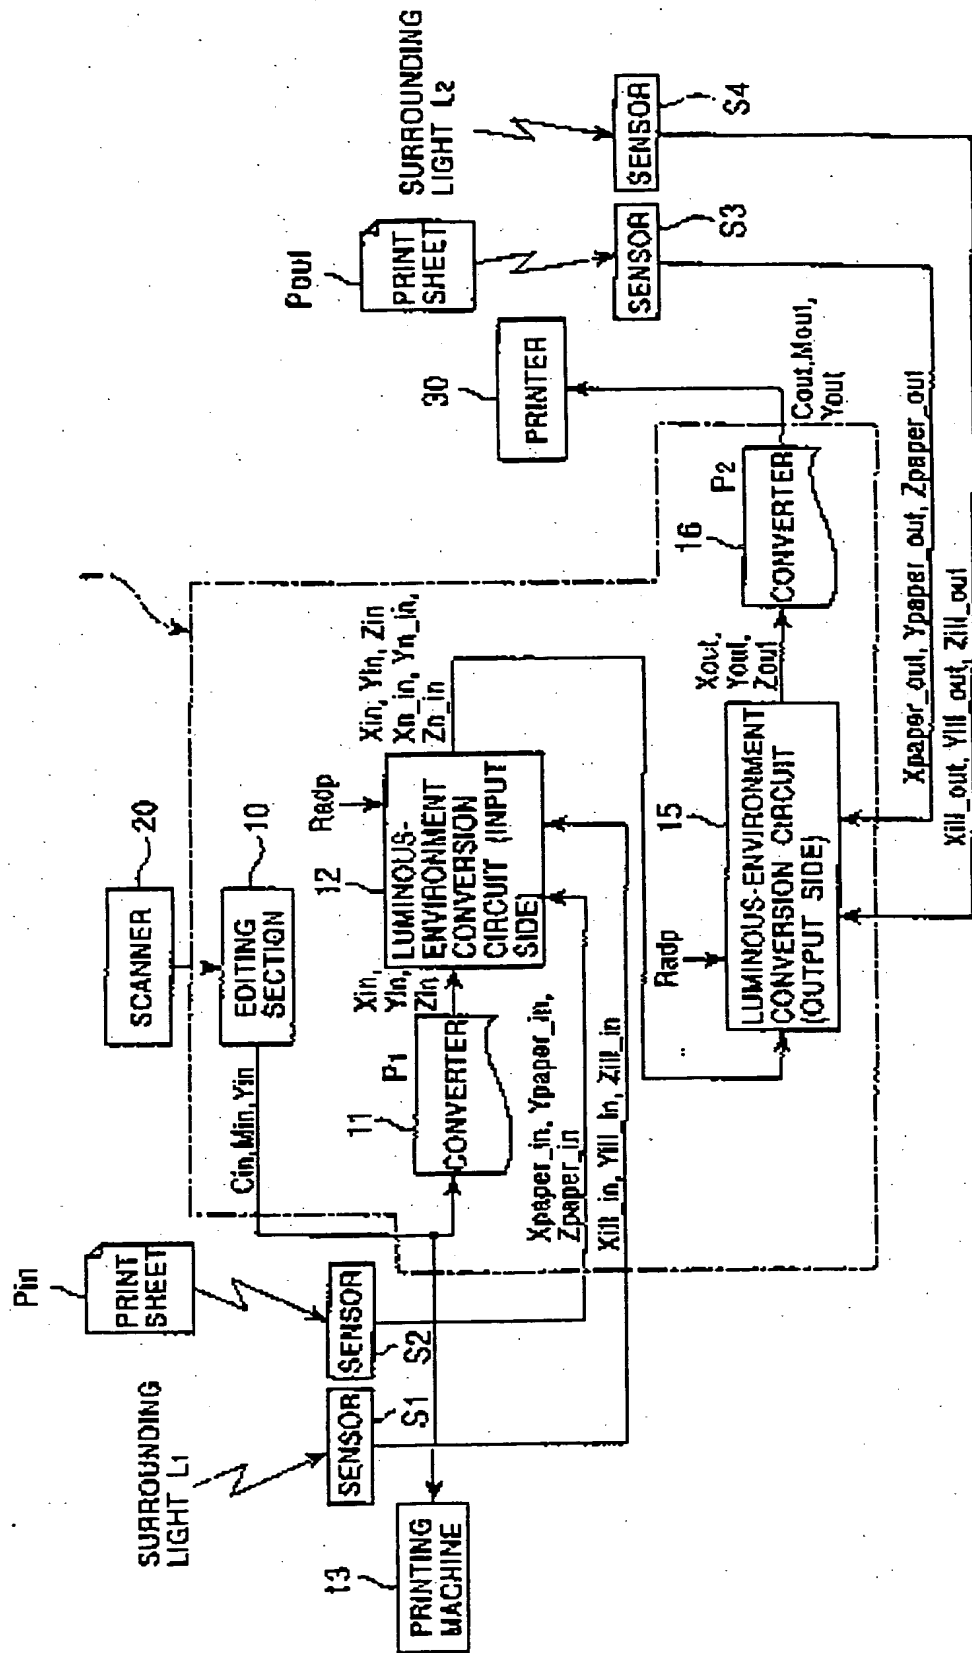 SURROUNDING
LIGHT L1
Pin
PRINT
SHEET
SENSOR
S1
SENSOR
S2
t3
PRINTING
MACHINE
20
SCANNER
10
EDITING
SECTION
Cin,Min,Yin
1
11
P1
CONVERTER
Xin,
Yin,
Zin
Radp
12
LUMINOUS-
ENVIRONMENT
CONVERSION
CIRCUIT (INPUT
SIDE)
Xin, Yin, Zin
Xn_in, Yn_in,
Zn_in
Xpaper_in, Ypaper_in,
Zpaper_in
Xill_in, Yill_in, Zill_in
Radp
15
LUMINOUS-ENVIRONMENT
CONVERSION CIRCUIT
(OUTPUT SIDE)
Xout,
Yout,
Zout
16
P2
CONVERTER
Cout,Mout,
Yout
30
PRINTER
Pout
PRINT
SHEET
SURROUNDING
LIGHT L2
SENSOR
S3
SENSOR
S4
Xpaper_out, Ypaper_out, Zpaper_out
Xill_out, Yill_out, Zill_out